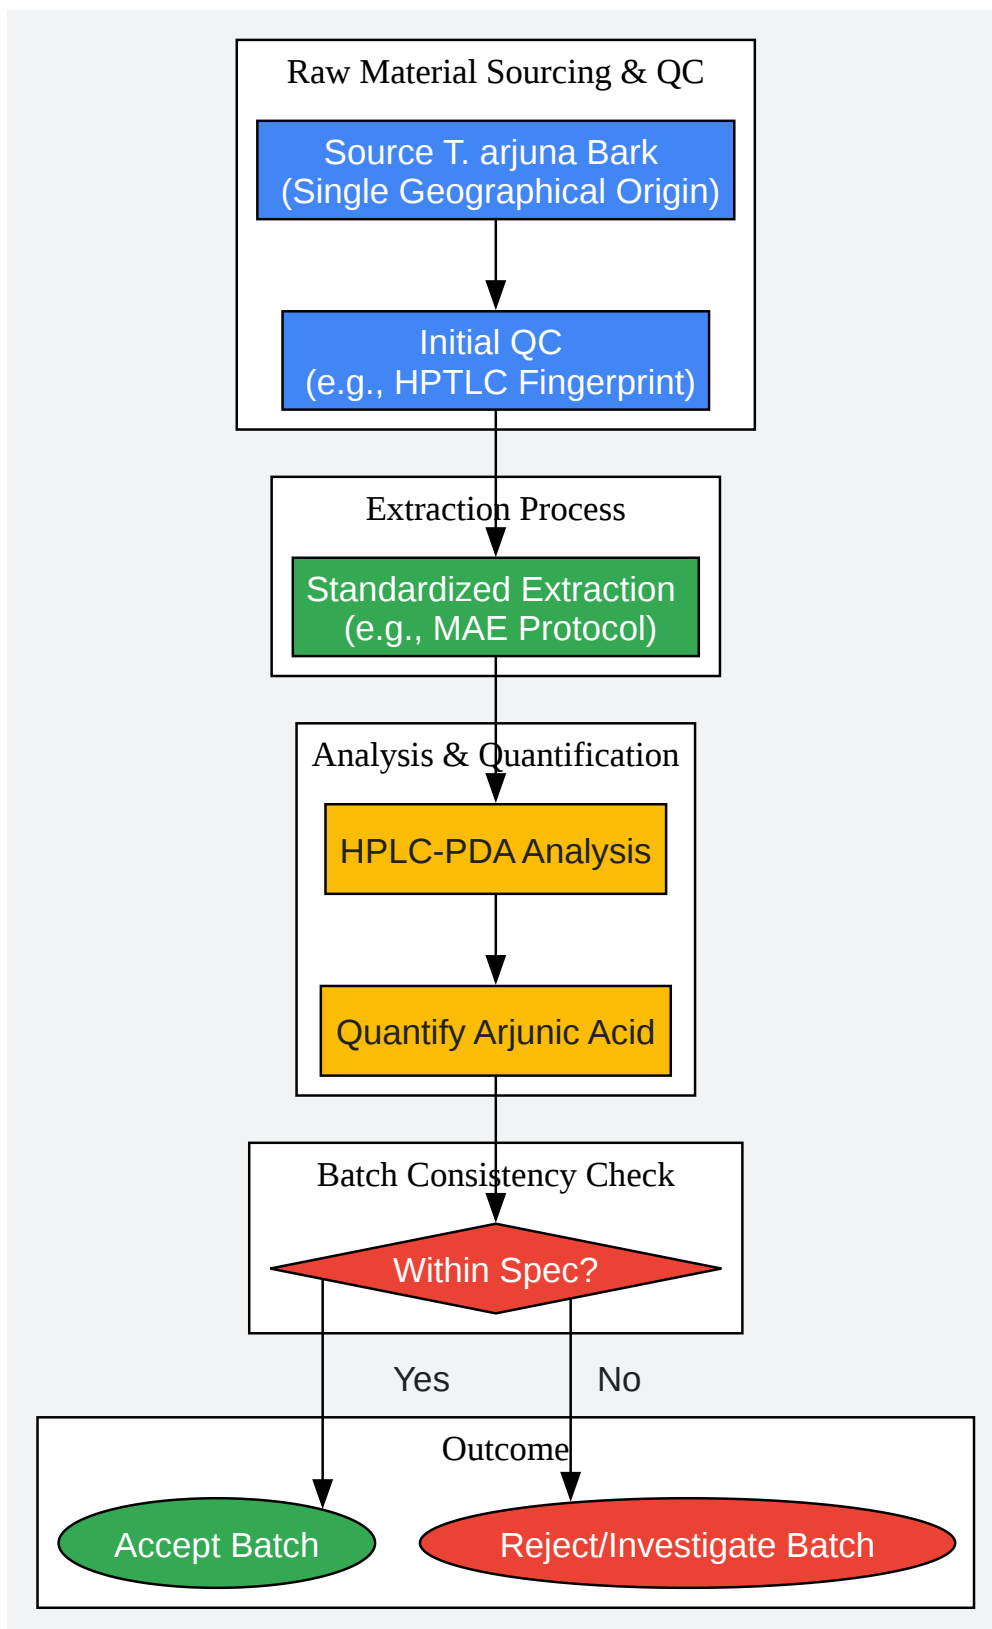 Raw Material Sourcing & QC
Source T. arjuna Bark
(Single Geographical Origin)
Initial QC
(e.g., HPTLC Fingerprint)
Extraction Process
Standardized Extraction
(e.g., MAE Protocol)
Analysis & Quantification
HPLC-PDA Analysis
Quantify Arjunic Acid
Batch Consistency Check
Within Spec?
Yes
No
Outcome
Accept Batch
Reject/Investigate Batch